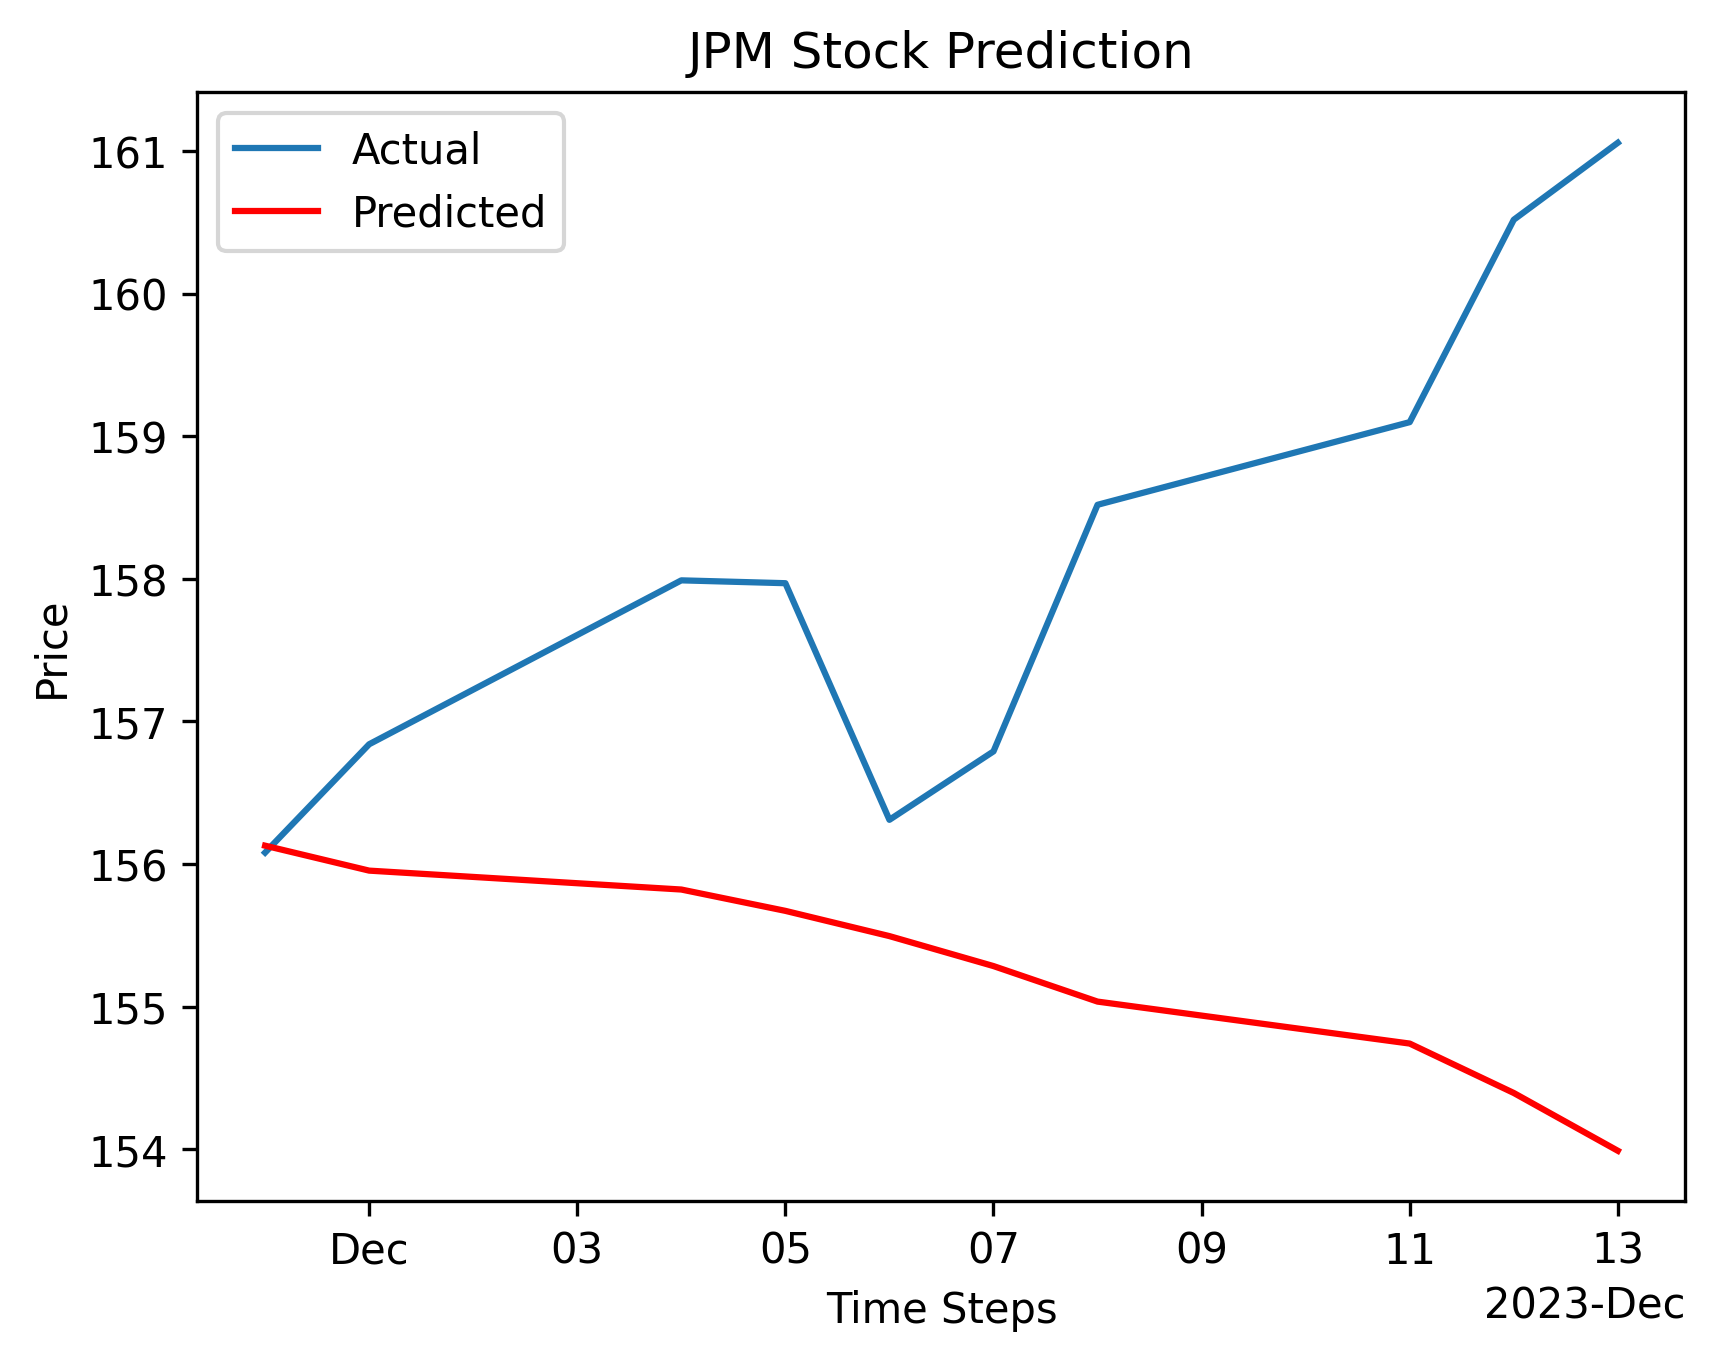 JPM Stock Prediction
Actual
Predicted
161
160
159
158
157
156
155
154
Price
Dec 03 05 07 09 11 13
Time Steps
2023-Dec